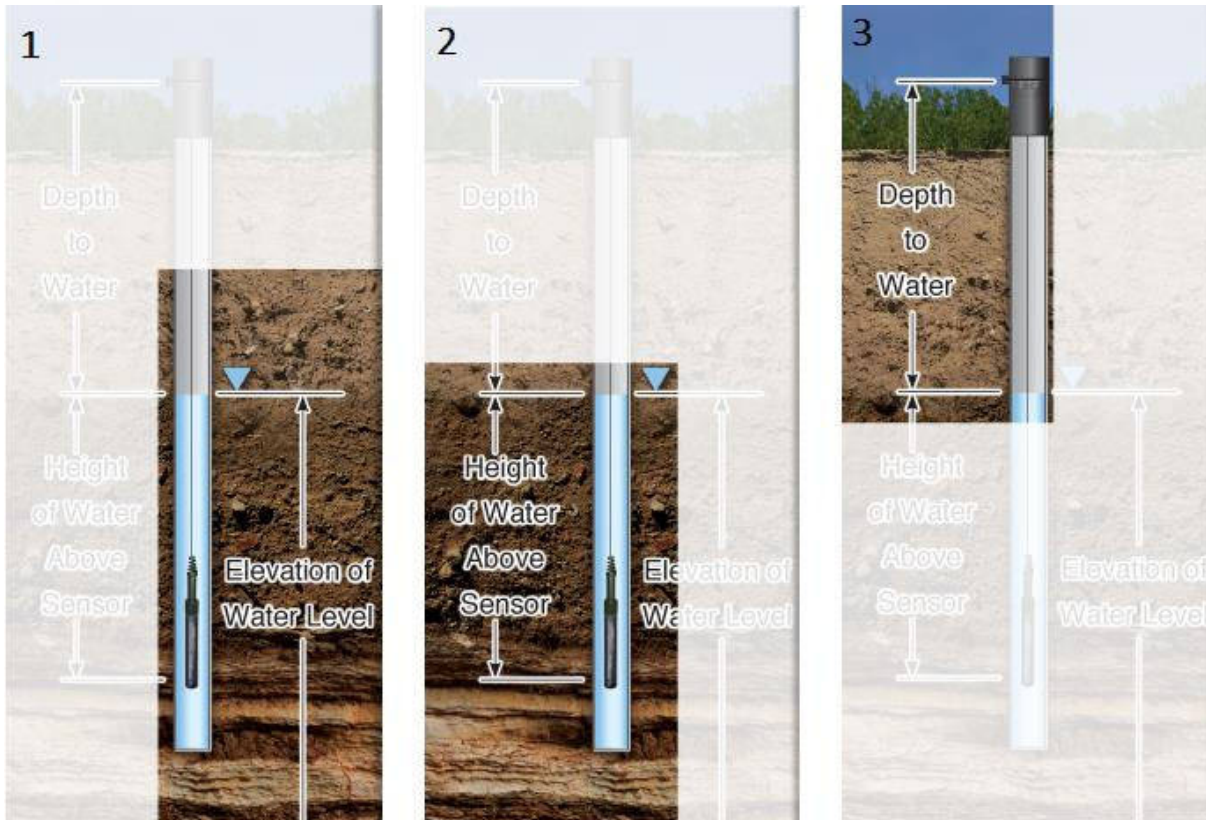 1
Depth
to
Water
Height
of Water
Above
Sensor
Elevation of
Water Level
2
Depth
to
Water
Height
of Water
Above
Sensor
Elevation of
Water Level
3
Depth
to
Water
Height
of Water
Above
Sensor
Elevation of
Water Level